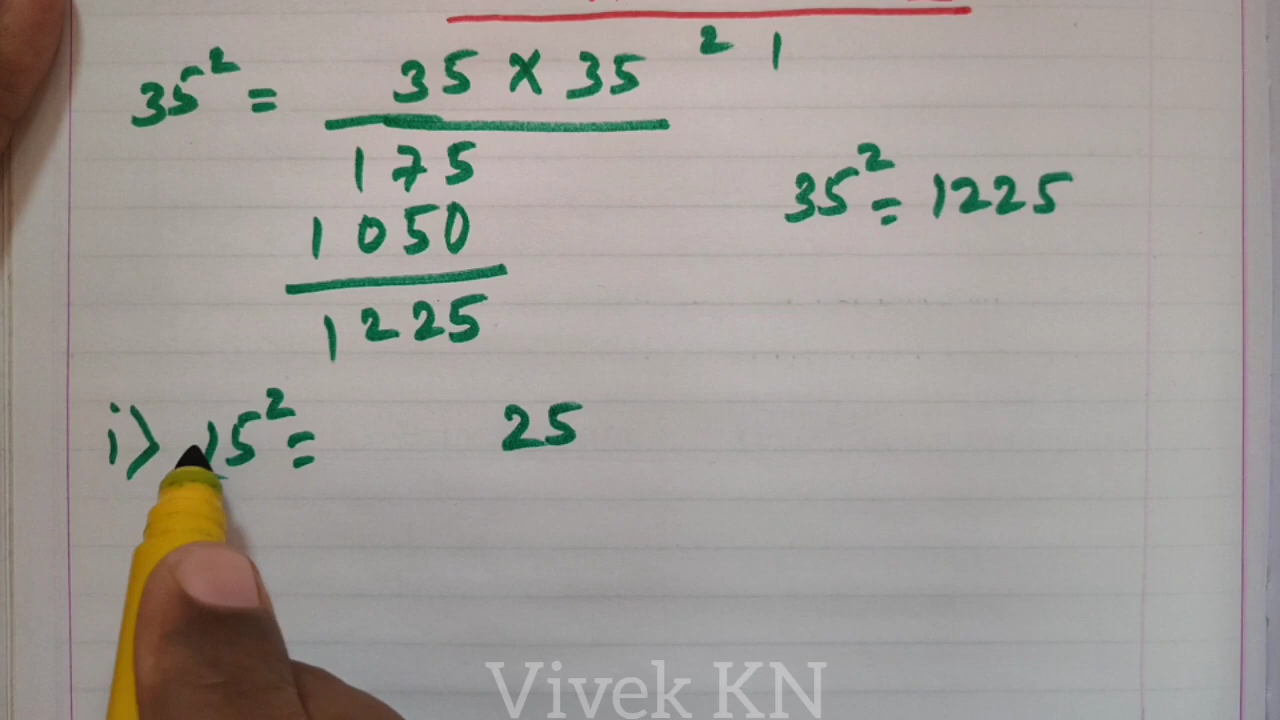 35² = 35 × 35
2 1
175
1050
1225
35² = 1225
i) 15² = 25
Vivek KN